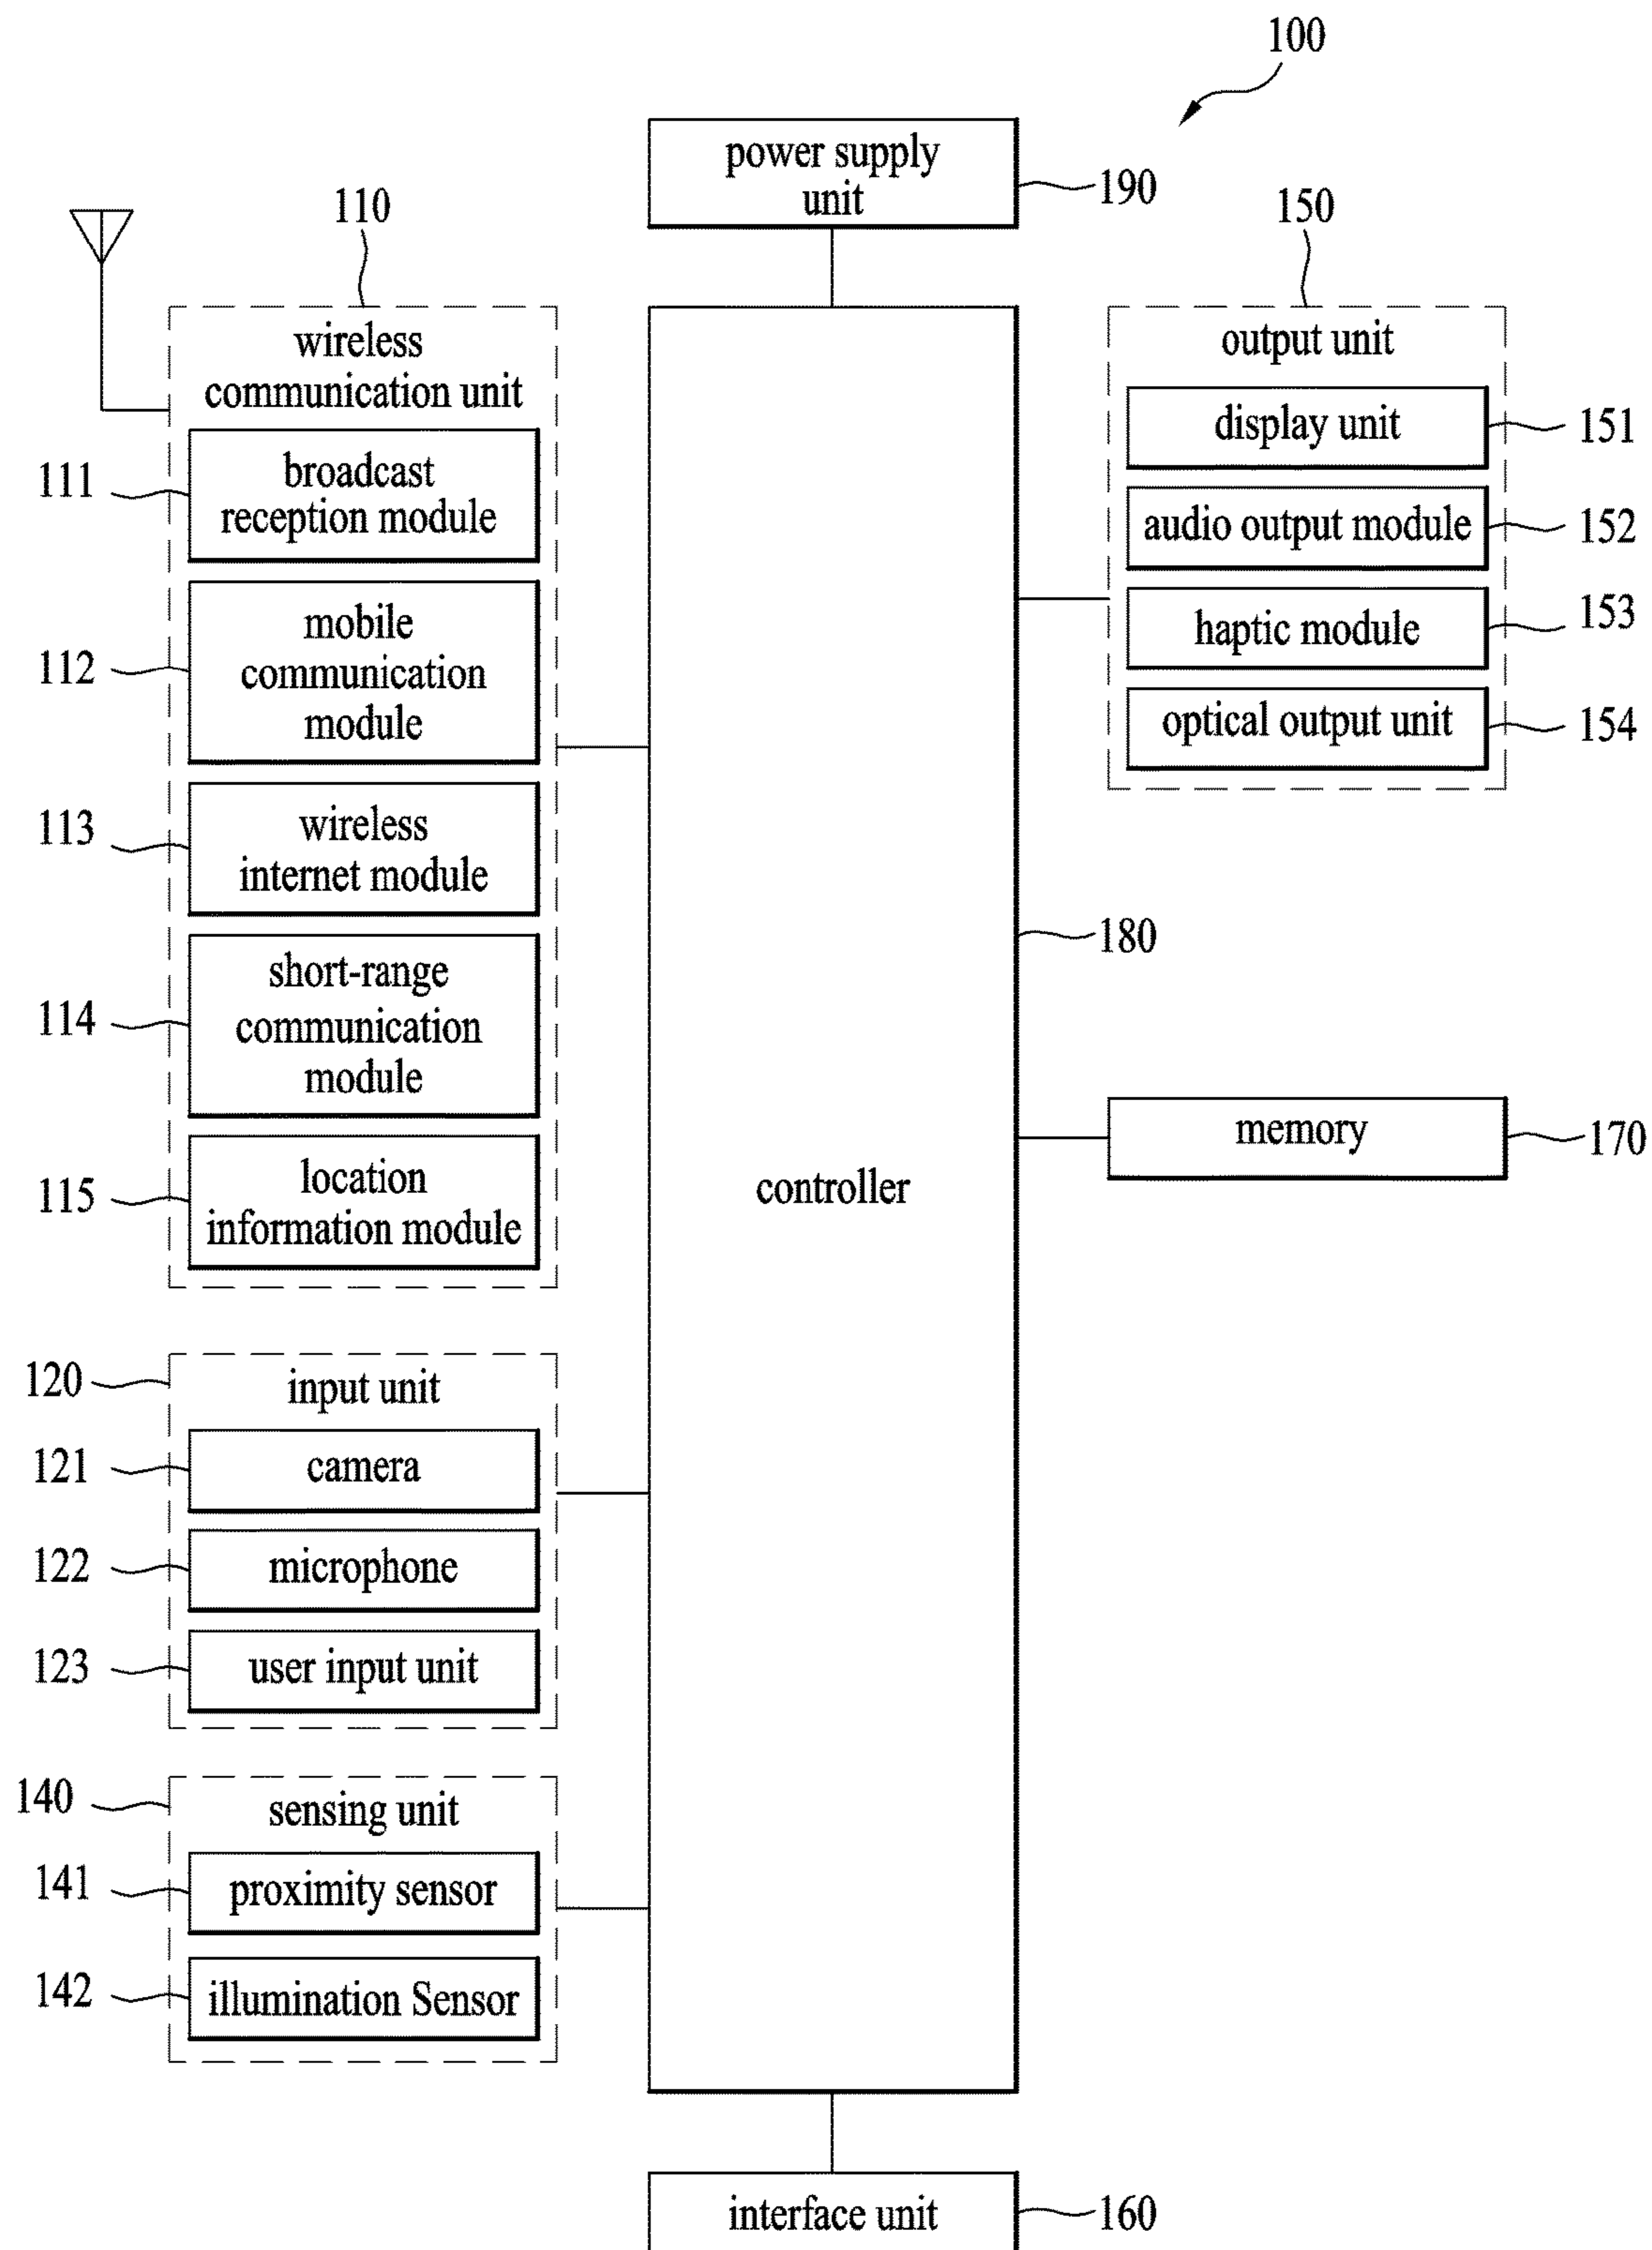 100
power supply
unit
190
110
wireless
communication unit
111
broadcast
reception module
112
mobile
communication
module
113
wireless
internet module
114
short-range
communication
module
115
location
information module
120
input unit
121
camera
122
microphone
123
user input unit
140
sensing unit
141
proximity sensor
142
illumination Sensor
controller
180
150
output unit
display unit
151
audio output module
152
haptic module
153
optical output unit
154
memory
170
interface unit
160